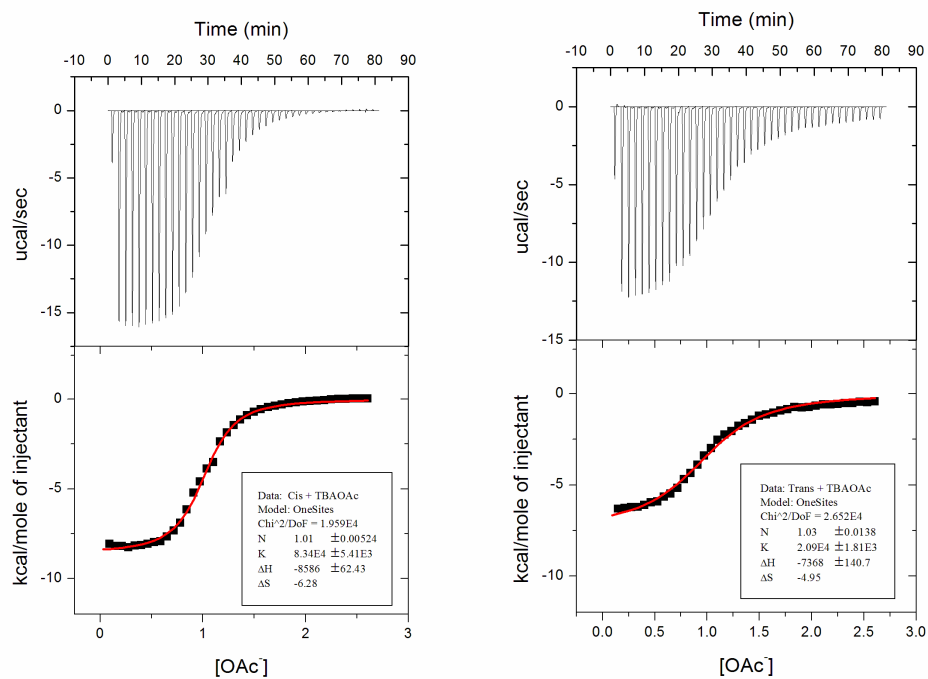 Time (min)
-10 0 10 20 30 40 50 60 70 80 90
0
-5
-10
-15
ucal/sec
0
-5
-10
kcal/mole of injectant
Data: Cis + TBAOAc
Model: OneSites
Chi^2/DoF = 1.959E4
N 1.01 ±0.00524
K 8.34E4 ±5.41E3
ΔH -8586 ±62.43
ΔS -6.28
0 1 2 3
[OAc-]
Time (min)
-10 0 10 20 30 40 50 60 70 80 90
0
-5
-10
-15
ucal/sec
0
-5
-10
kcal/mole of injectant
Data: Trans + TBAOAc
Model: OneSites
Chi^2/DoF = 2.652E4
N 1.03 ±0.0138
K 2.09E4 ±1.81E3
ΔH -7368 ±140.7
ΔS -4.95
0.0 0.5 1.0 1.5 2.0 2.5 3.0
[OAc-]